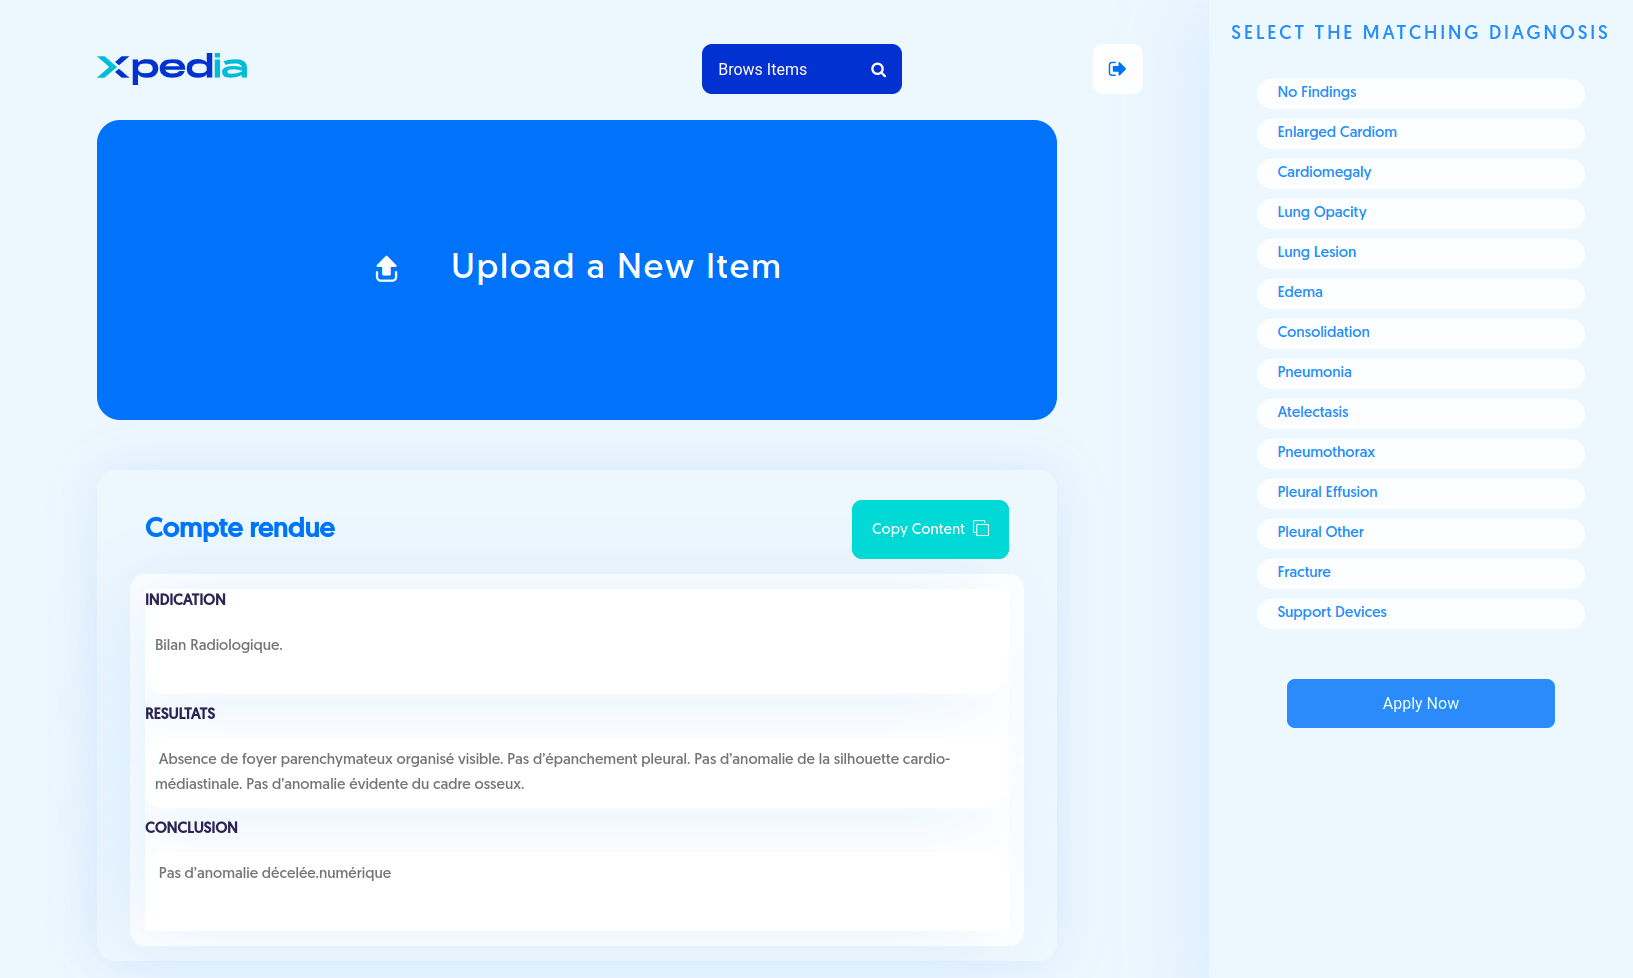 xpedia
Brows Items
Upload a New Item
Compte rendue
Copy Content
INDICATION
Bilan Radiologique.
RESULTATS
Absence de foyer parenchymateux organisé visible. Pas d'épanchement pleural. Pas d'anomalie de la silhouette cardio-
médiastinale. Pas d'anomalie évidente du cadre osseux.
CONCLUSION
Pas d'anomalie décelée.numérique
SELECT THE MATCHING DIAGNOSIS
No Findings
Enlarged Cardiom
Cardiomegaly
Lung Opacity
Lung Lesion
Edema
Consolidation
Pneumonia
Atelectasis
Pneumothorax
Pleural Effusion
Pleural Other
Fracture
Support Devices
Apply Now